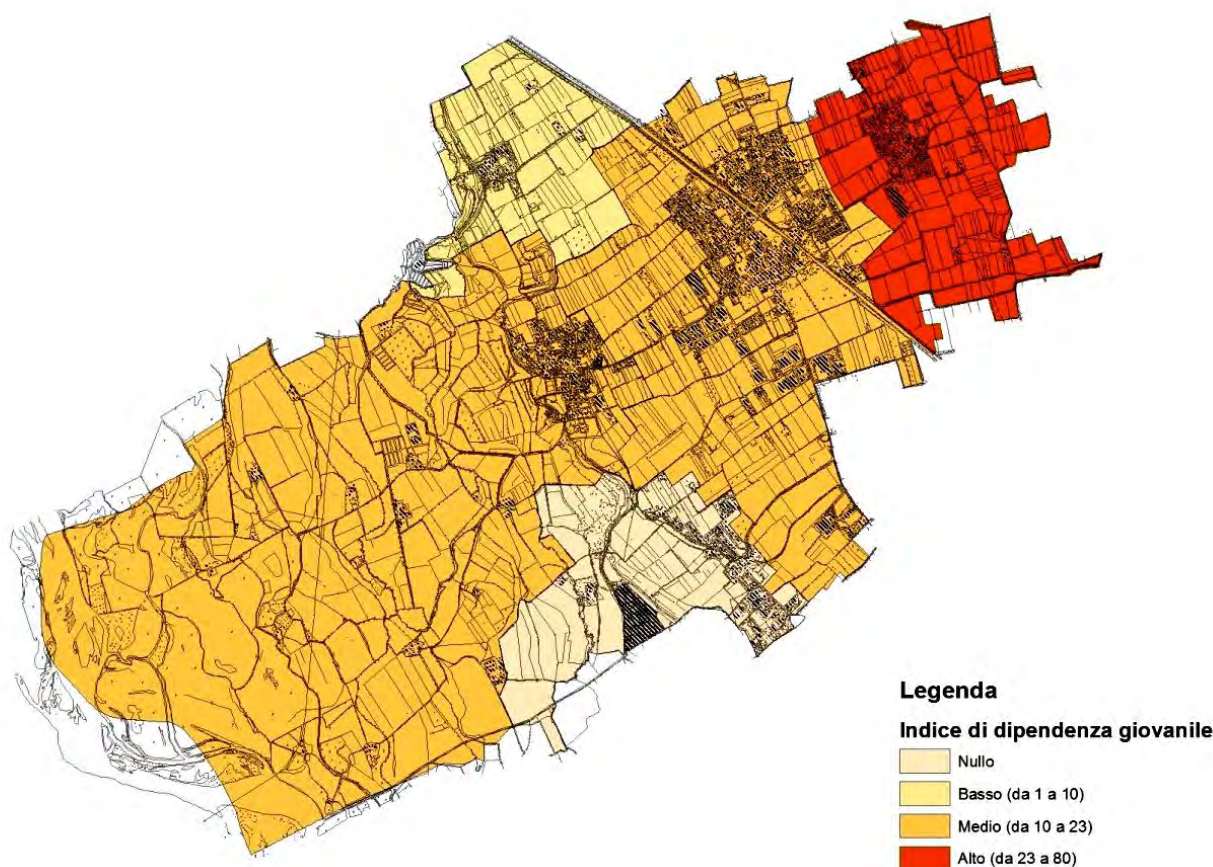 Legenda
Indice di dipendenza giovanile
Nullo
Basso (da 1 a 10)
Medio (da 10 a 23)
Alto (da 23 a 80)